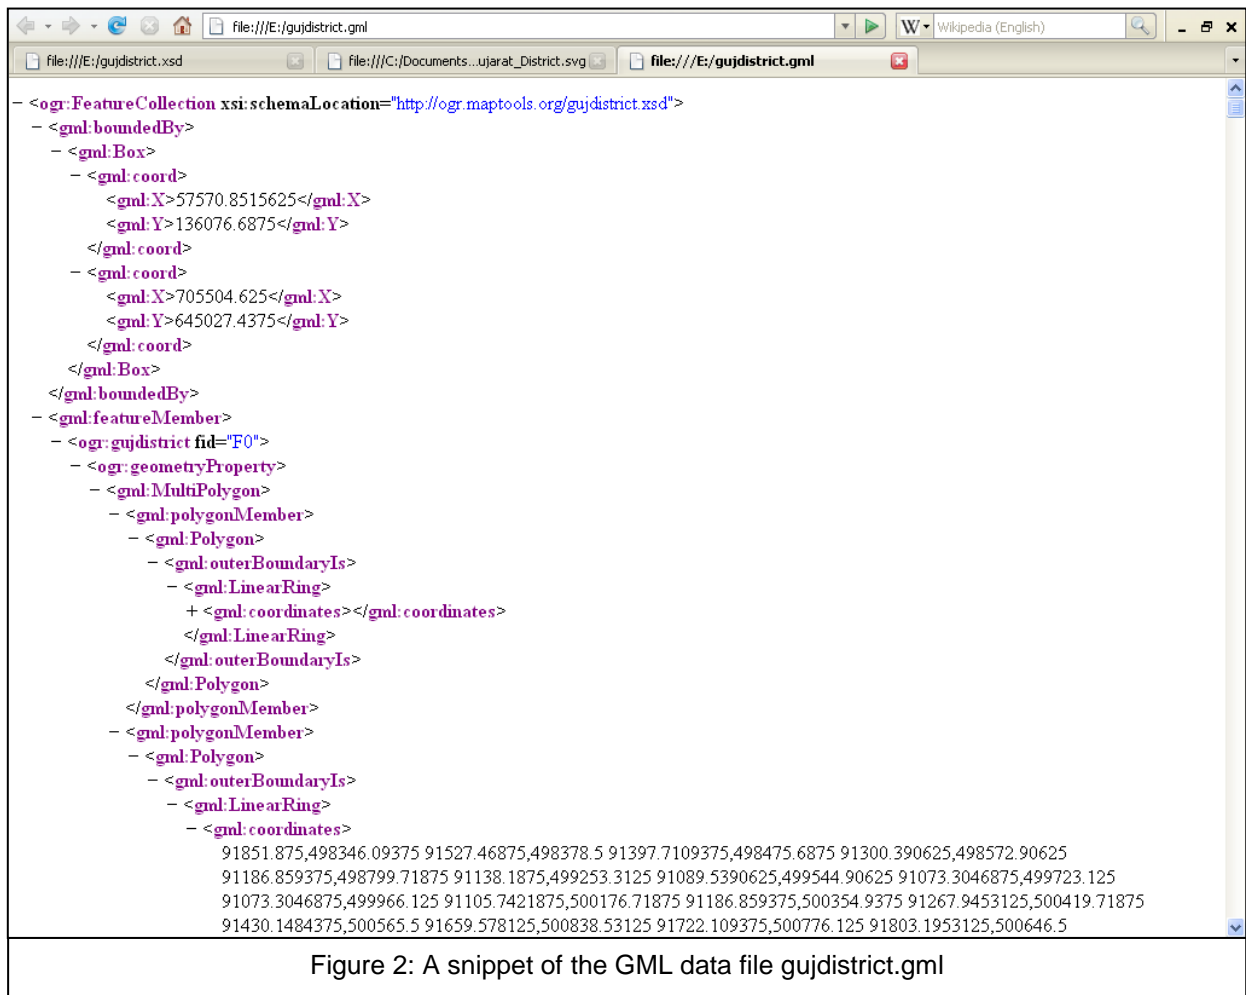 file:///E:/gujdistrict.gml
W
Wikipedia (English)
file:///E:/gujdistrict.xsd
file:///C:/Documents...ujarat_District.svg
file:///E:/gujdistrict.gml
− <ogr:FeatureCollection xsi:schemaLocation="http://ogr.maptools.org/gujdistrict.xsd">
− <gml:boundedBy>
− <gml:Box>
− <gml:coord>
<gml:X>57570.8515625</gml:X>
<gml:Y>136076.6875</gml:Y>
</gml:coord>
− <gml:coord>
<gml:X>705504.625</gml:X>
<gml:Y>645027.4375</gml:Y>
</gml:coord>
</gml:Box>
</gml:boundedBy>
− <gml:featureMember>
− <ogr:gujdistrict fid="F0">
− <ogr:geometryProperty>
− <gml:MultiPolygon>
− <gml:polygonMember>
− <gml:Polygon>
− <gml:outerBoundaryIs>
− <gml:LinearRing>
+ <gml:coordinates></gml:coordinates>
</gml:LinearRing>
</gml:outerBoundaryIs>
</gml:Polygon>
</gml:polygonMember>
− <gml:polygonMember>
− <gml:Polygon>
− <gml:outerBoundaryIs>
− <gml:LinearRing>
− <gml:coordinates>
91851.875,498346.09375 91527.46875,498378.5 91397.7109375,498475.6875 91300.390625,498572.90625
91186.859375,498799.71875 91138.1875,499253.3125 91089.5390625,499544.90625 91073.3046875,499723.125
91073.3046875,499966.125 91105.7421875,500176.71875 91186.859375,500354.9375 91267.9453125,500419.71875
91430.1484375,500565.5 91659.578125,500838.53125 91722.109375,500776.125 91803.1953125,500646.5
Figure 2: A snippet of the GML data file gujdistrict.gml